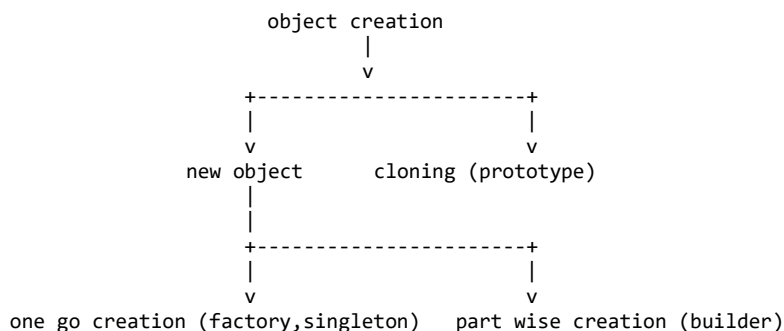 object creation
|
v
+-----------------------+
| |
v v
new object cloning (prototype)
|
|
+-----------------------+
| |
v v
one go creation (factory,singleton) part wise creation (builder)